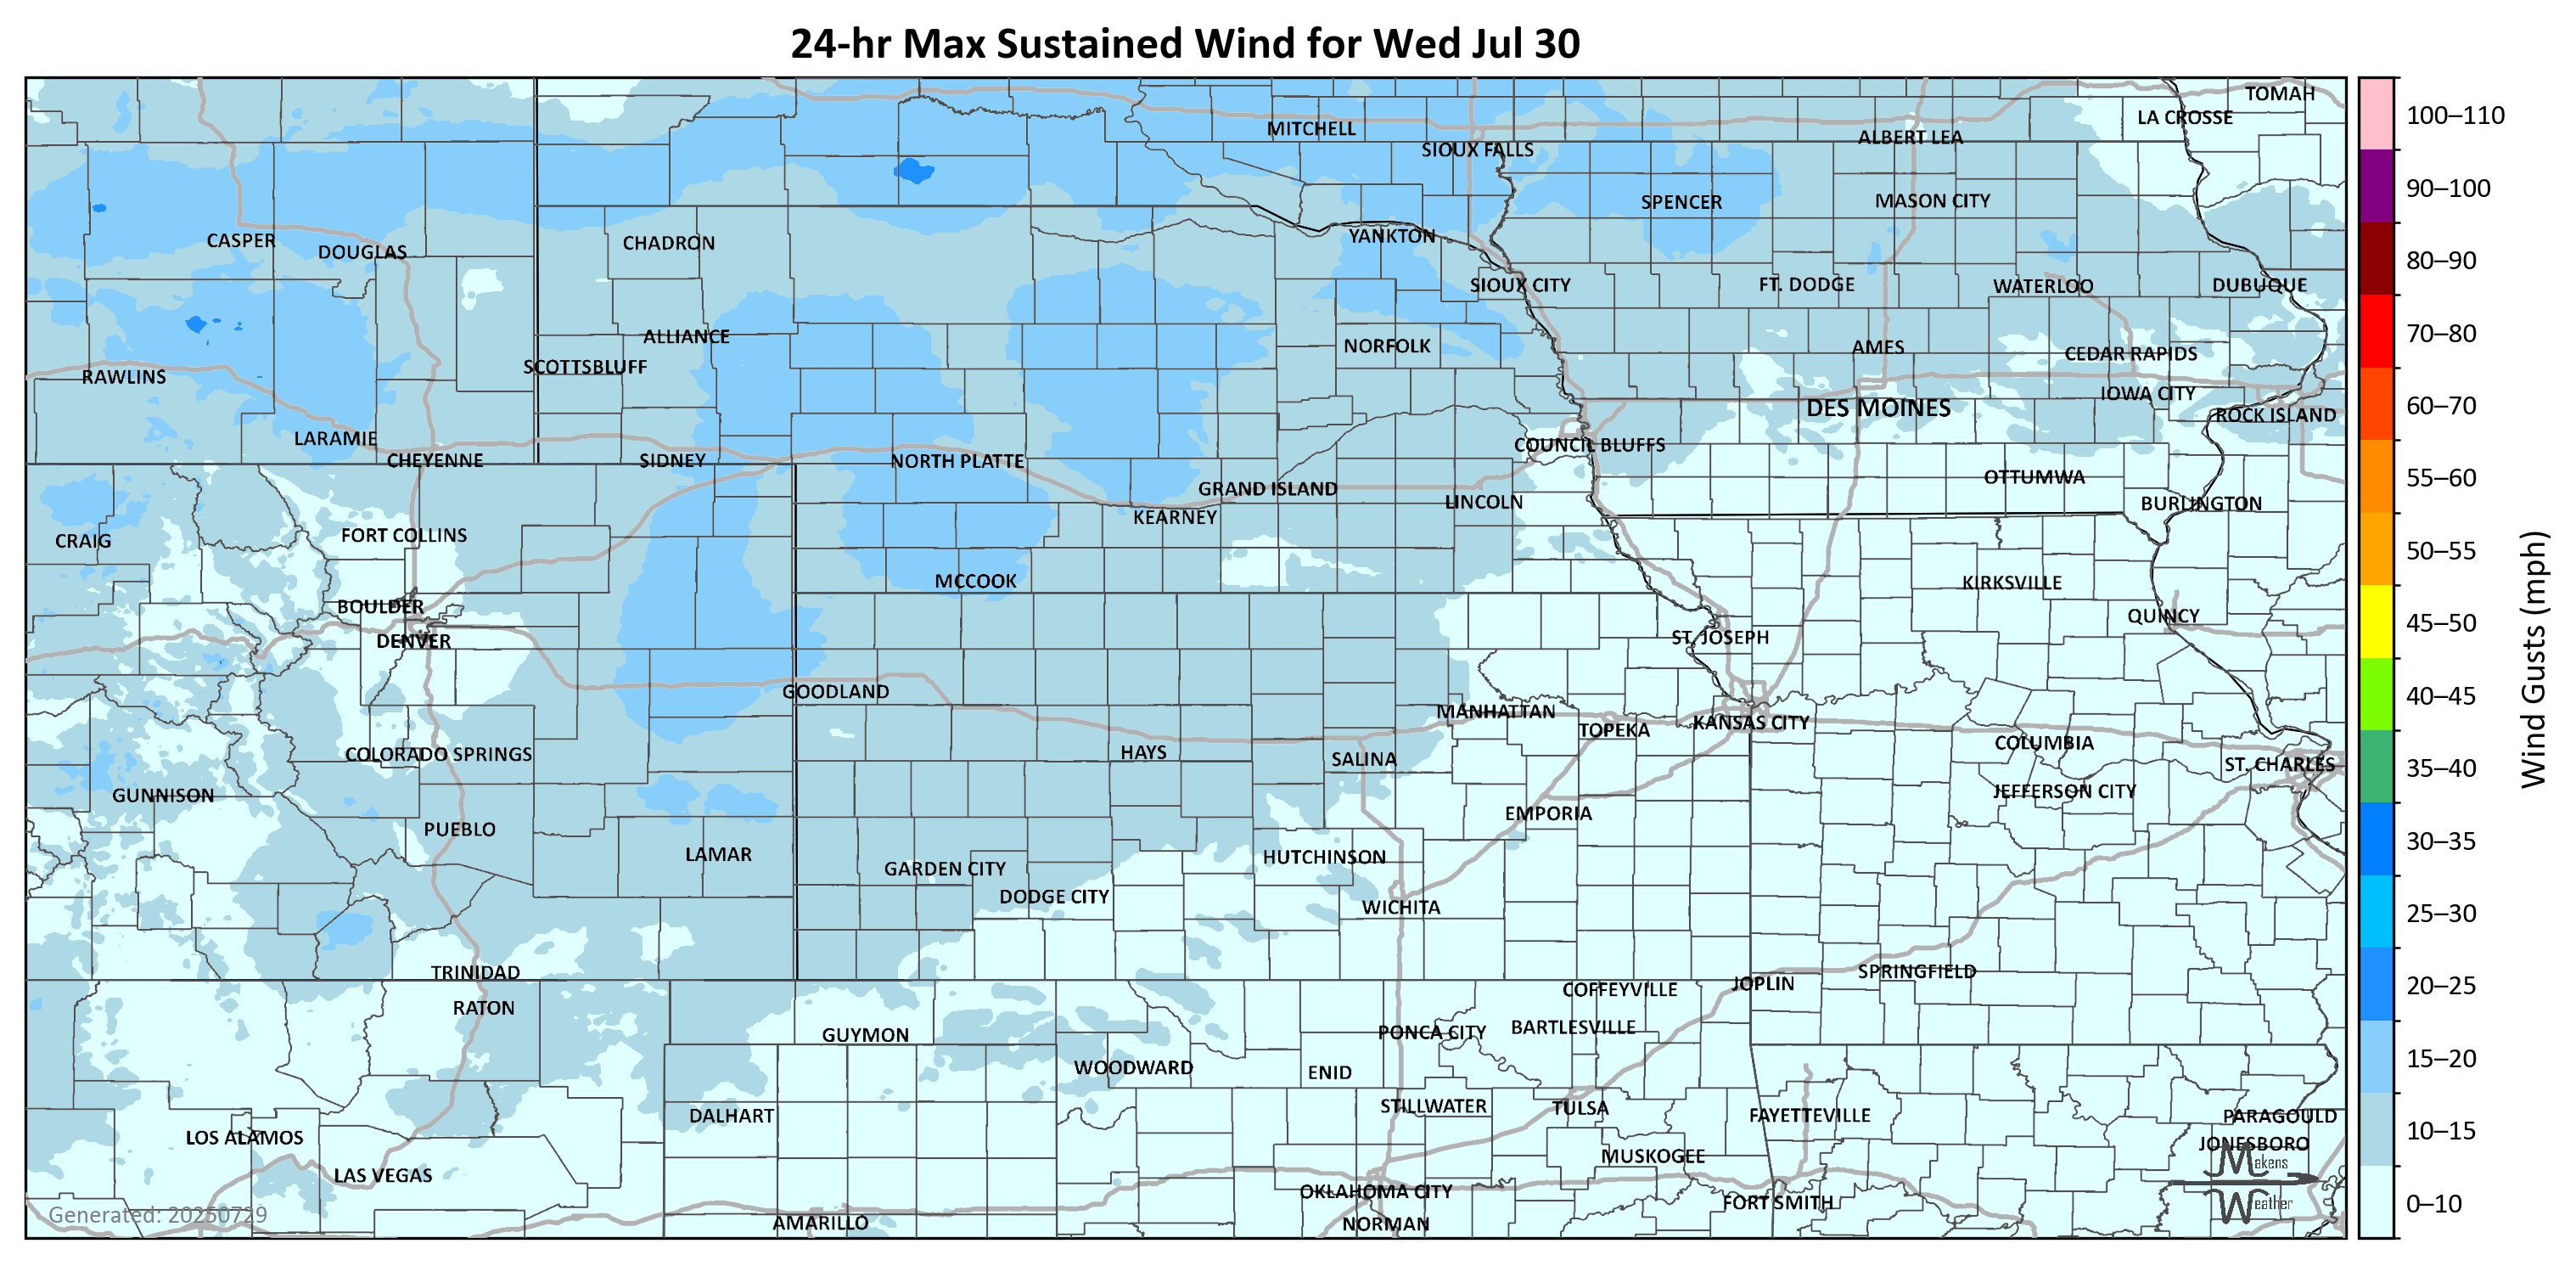 24-hr Max Sustained Wind for Wed Jul 30
TOMAH
LA CROSSE
MITCHELL
ALBERT LEA
SIOUX FALLS
SPENCER
MASON CITY
CASPER
DOUGLAS
CHADRON
YANKTON
SIOUX CITY
FT. DODGE
WATERLOO
DUBUQUE
ALLIANCE
NORFOLK
AMES
CEDAR RAPIDS
SCOTTSBLUFF
RAWLINS
IOWA CITY
DES MOINES
ROCK ISLAND
LARAMIE
COUNCIL BLUFFS
CHEYENNE
SIDNEY
NORTH PLATTE
OTTUMWA
GRAND ISLAND
LINCOLN
BURLINGTON
KEARNEY
CRAIG
FORT COLLINS
MCCOOK
KIRKSVILLE
BOULDER
QUINCY
DENVER
ST. JOSEPH
GOODLAND
MANHATTAN
TOPEKA
KANSAS CITY
COLORADO SPRINGS
HAYS
SALINA
COLUMBIA
ST. CHARLES
GUNNISON
JEFFERSON CITY
EMPORIA
PUEBLO
LAMAR
HUTCHINSON
GARDEN CITY
DODGE CITY
WICHITA
TRINIDAD
SPRINGFIELD
JOPLIN
COFFEYVILLE
RATON
GUYMON
PONCA CITY
BARTLESVILLE
WOODWARD
ENID
DALHART
STILLWATER
TULSA
FAYETTEVILLE
PARAGOULD
LOS ALAMOS
JONESBORO
MUSKOGEE
LAS VEGAS
OKLAHOMA CITY
FORT SMITH
AMARILLO
NORMAN
Generated: 20250729
Makens
Weather
100–110
90–100
80–90
70–80
60–70
55–60
50–55
45–50
40–45
35–40
30–35
25–30
20–25
15–20
10–15
0–10
Wind Gusts (mph)